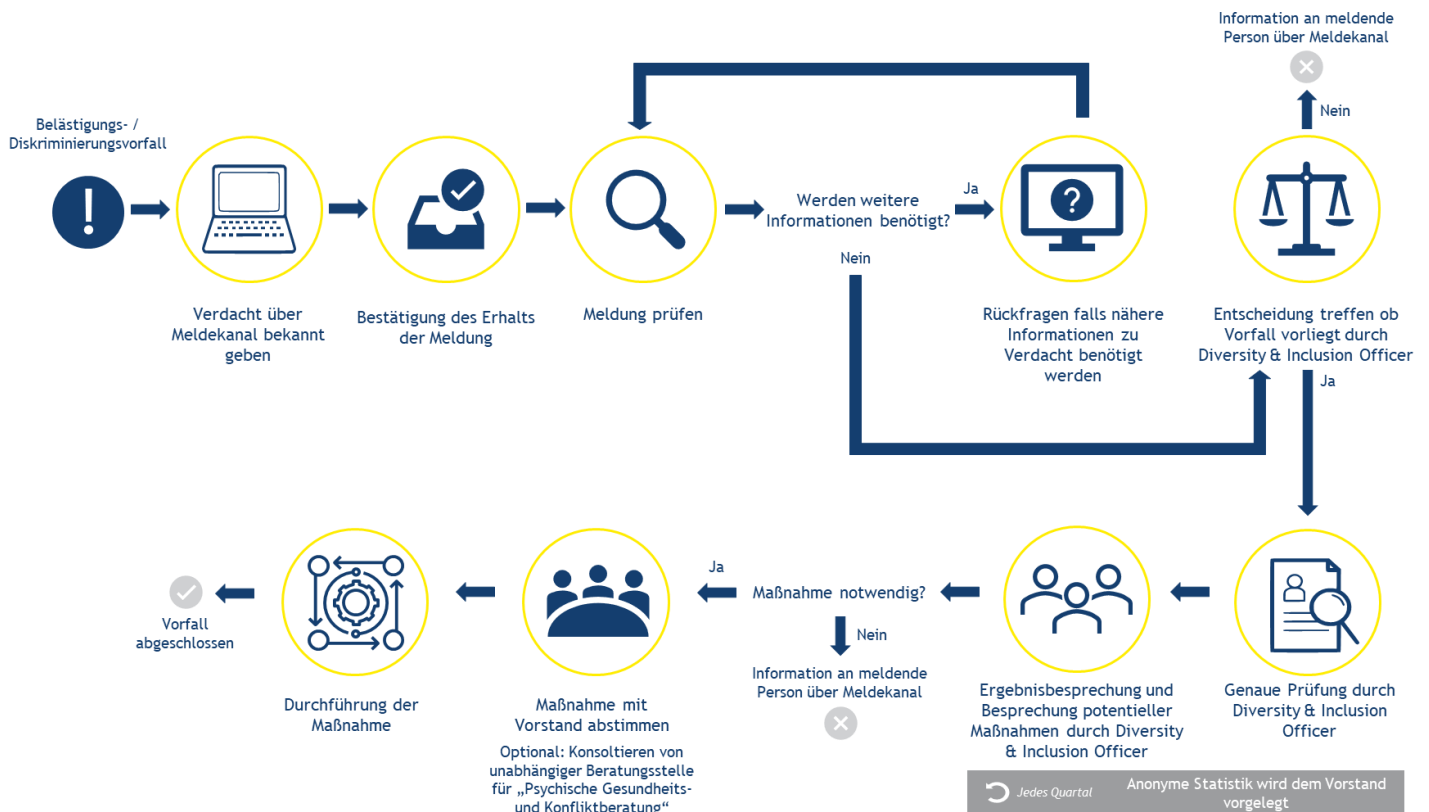 Belästigungs- /
Diskriminierungsvorfall
Verdacht über
Meldekanal bekannt
geben
Bestätigung des Erhalts
der Meldung
Meldung prüfen
Werden weitere
Informationen benötigt?
Ja
Nein
Rückfragen falls nähere
Informationen zu
Verdacht benötigt
werden
Information an meldende
Person über Meldekanal
Nein
Entscheidung treffen ob
Vorfall vorliegt durch
Diversity & Inclusion Officer
Ja
Genaue Prüfung durch
Diversity & Inclusion
Officer
Ergebnisbesprechung und
Besprechung potentieller
Maßnahmen durch Diversity
& Inclusion Officer
Maßnahme notwendig?
Ja
Nein
Information an meldende
Person über Meldekanal
Maßnahme mit
Vorstand abstimmen
Optional: Konsoltieren von
unabhängiger Beratungsstelle
für „Psychische Gesundheits-
und Konfliktberatung“
Durchführung der
Maßnahme
Vorfall
abgeschlossen
Jedes Quartal
Anonyme Statistik wird dem Vorstand
vorgelegt